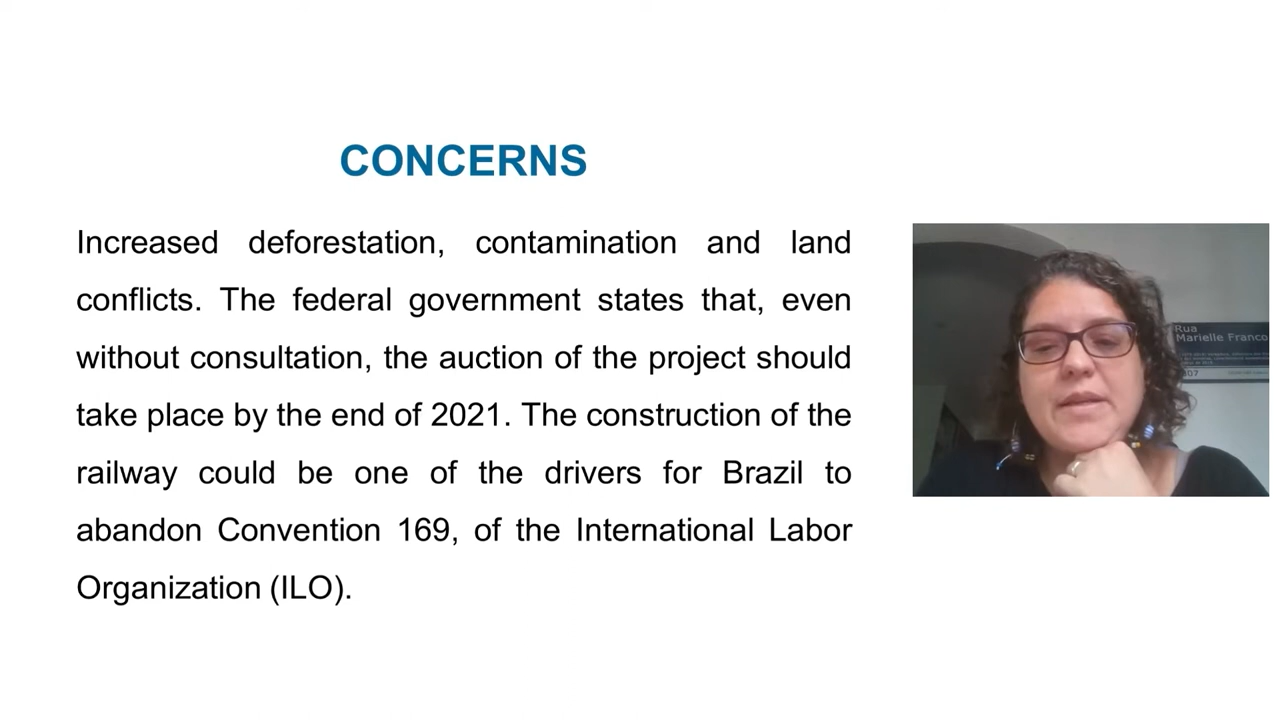 CONCERNS
Increased deforestation, contamination and land
conflicts. The federal government states that, even
without consultation, the auction of the project should
take place by the end of 2021. The construction of the
railway could be one of the drivers for Brazil to
abandon Convention 169, of the International Labor
Organization (ILO).
Rua
Marielle Franco